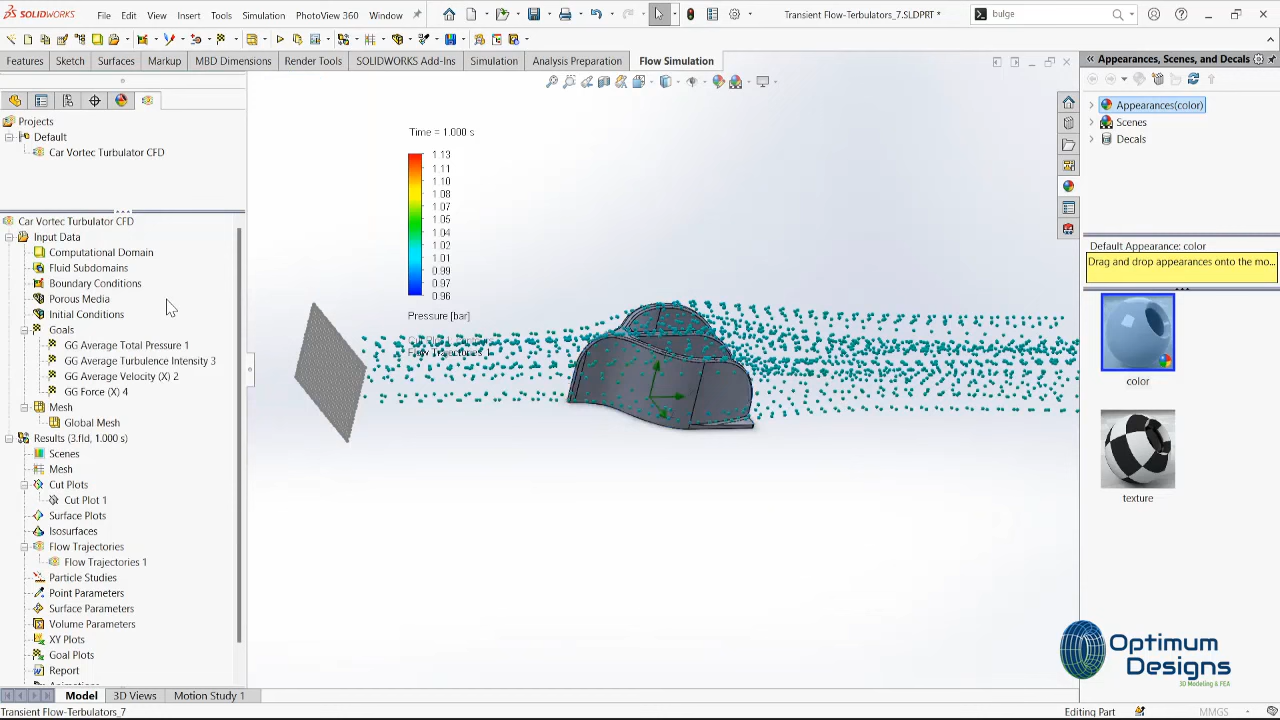 SOLIDWORKS File Edit View Insert Tools Simulation PhotoView 360 Window Transient Flow-Terbulators_7.SLDPRT * bulge
Features Sketch Surfaces Markup MBD Dimensions Render Tools SOLIDWORKS Add-Ins Simulation Analysis Preparation Flow Simulation
Appearances, Scenes, and Decals
Projects
Default
Car Vortec Turbulator CFD
Car Vortec Turbulator CFD
Input Data
Computational Domain
Fluid Subdomains
Boundary Conditions
Porous Media
Initial Conditions
Goals
GG Average Total Pressure 1
GG Average Turbulence Intensity 3
GG Average Velocity (X) 2
GG Force (X) 4
Mesh
Global Mesh
Results (3.fld, 1.000 s)
Scenes
Mesh
Cut Plots
Cut Plot 1
Surface Plots
Isosurfaces
Flow Trajectories
Flow Trajectories 1
Particle Studies
Point Parameters
Surface Parameters
Volume Parameters
XY Plots
Goal Plots
Report
Time = 1.000 s
1.13
1.11
1.10
1.08
1.07
1.05
1.04
1.02
1.01
0.99
0.98
0.96
Pressure [bar]
Flow Trajectories 1
Appearances(color)
Scenes
Decals
Default Appearance: color
Drag and drop appearances onto the mo...
color
texture
Optimum
Designs
3D Modeling & FEA
Model 3D Views Motion Study 1
Transient Flow-Terbulators_7 Editing Part MMGS